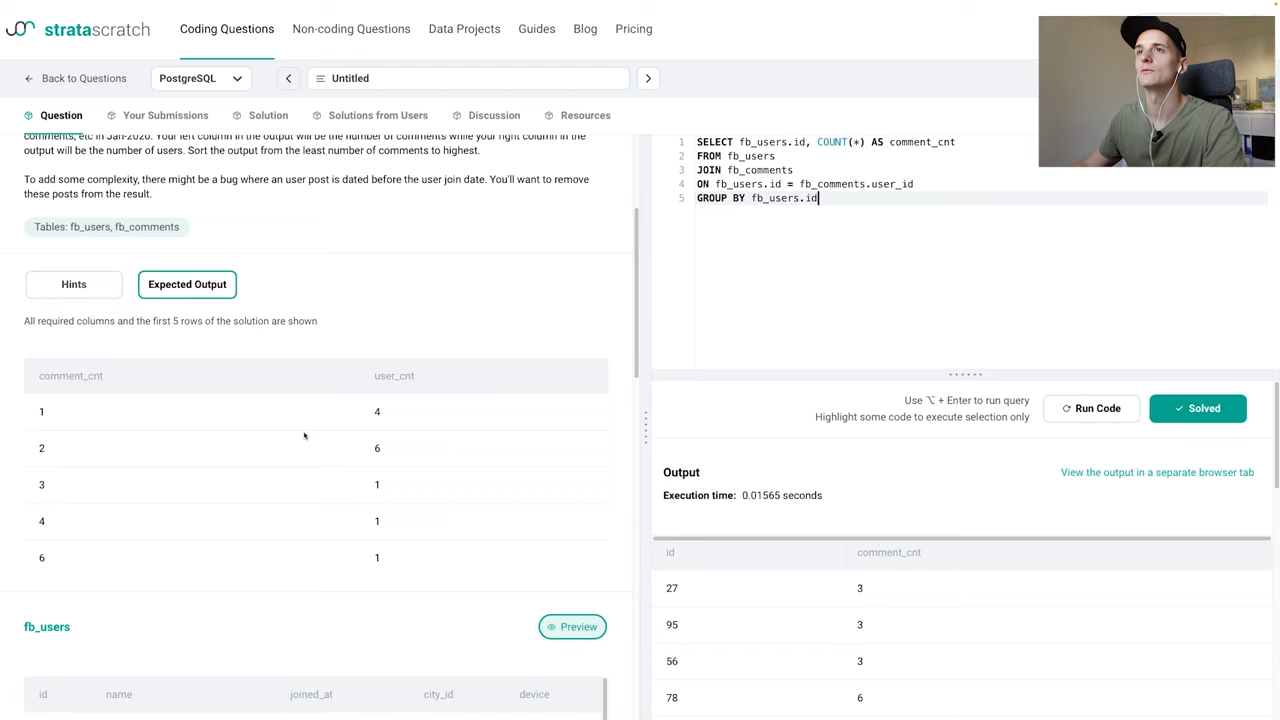 stratascratch
Coding Questions
Non-coding Questions
Data Projects
Guides
Blog
Pricing
Back to Questions
PostgreSQL
Untitled
Question
Your Submissions
Solution
Solutions from Users
Discussion
Resources
comments, etc in Jan-2020. Your left column in the output will be the number of comments while your right column in the
output will be the number of users. Sort the output from the least number of comments to highest.
To add some complexity, there might be a bug where an user post is dated before the user join date. You'll want to remove
these posts from the result.
Tables: fb_users, fb_comments
Hints
Expected Output
All required columns and the first 5 rows of the solution are shown
comment_cnt user_cnt
1 4
2 6
3 1
4 1
6 1
fb_users
Preview
id name joined_at city_id device
1 SELECT fb_users.id, COUNT(*) AS comment_cnt
2 FROM fb_users
3 JOIN fb_comments
4 ON fb_users.id = fb_comments.user_id
5 GROUP BY fb_users.id
Use ⌥ + Enter to run query
Highlight some code to execute selection only
Run Code
Solved
Output
View the output in a separate browser tab
Execution time: 0.01565 seconds
id comment_cnt
27 3
95 3
56 3
78 6